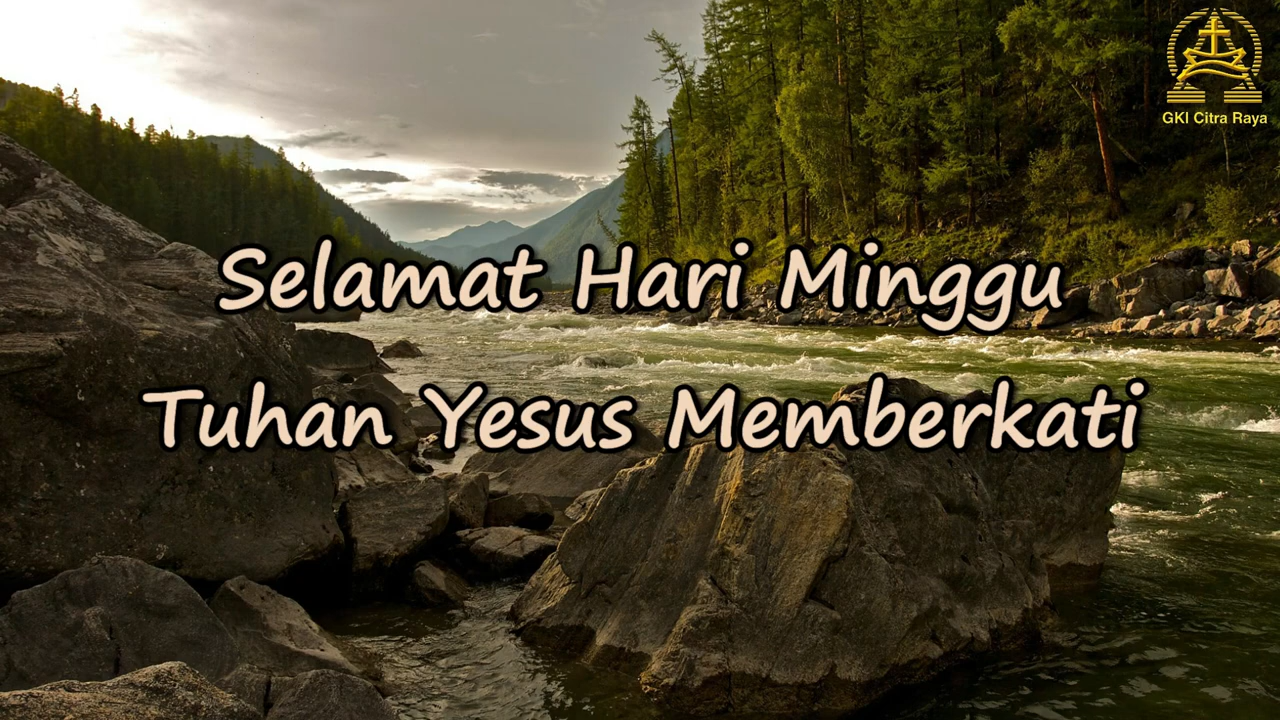 GKI Citra Raya
Selamat Hari Minggu
Tuhan Yesus Memberkati